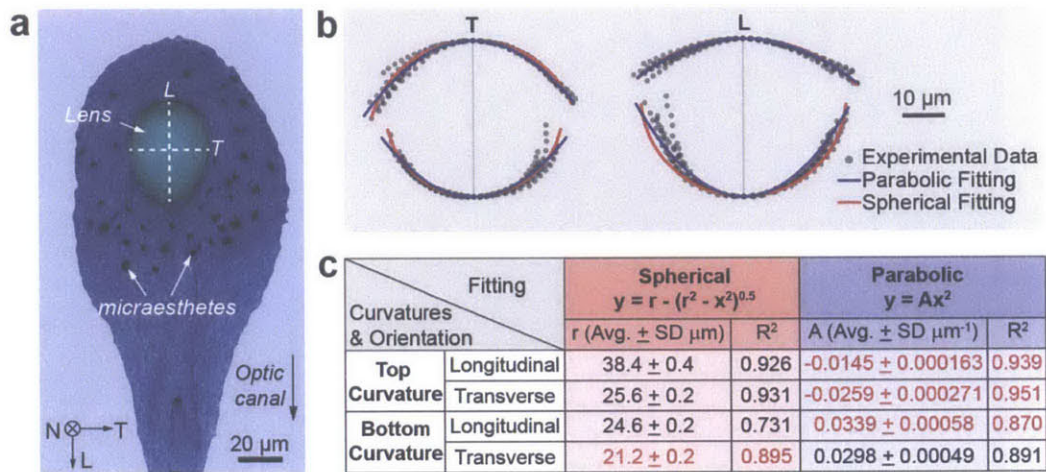 a
L
Lens
T
micraesthetes
Optic
canal
N T
L
20 µm
b
T
L
10 µm
Experimental Data
Parabolic Fitting
Spherical Fitting
c
Fitting
Curvatures
& Orientation
Spherical
y = r - (r² - x²)⁰·⁵
Parabolic
y = Ax²
r (Avg. ± SD µm) R² A (Avg. ± SD µm⁻¹) R²
Top
Curvature
Longitudinal 38.4 ± 0.4 0.926 -0.0145 ± 0.000163 0.939
Transverse 25.6 ± 0.2 0.931 -0.0259 ± 0.000271 0.951
Bottom
Curvature
Longitudinal 24.6 ± 0.2 0.731 0.0339 ± 0.00058 0.870
Transverse 21.2 ± 0.2 0.895 0.0298 ± 0.00049 0.891